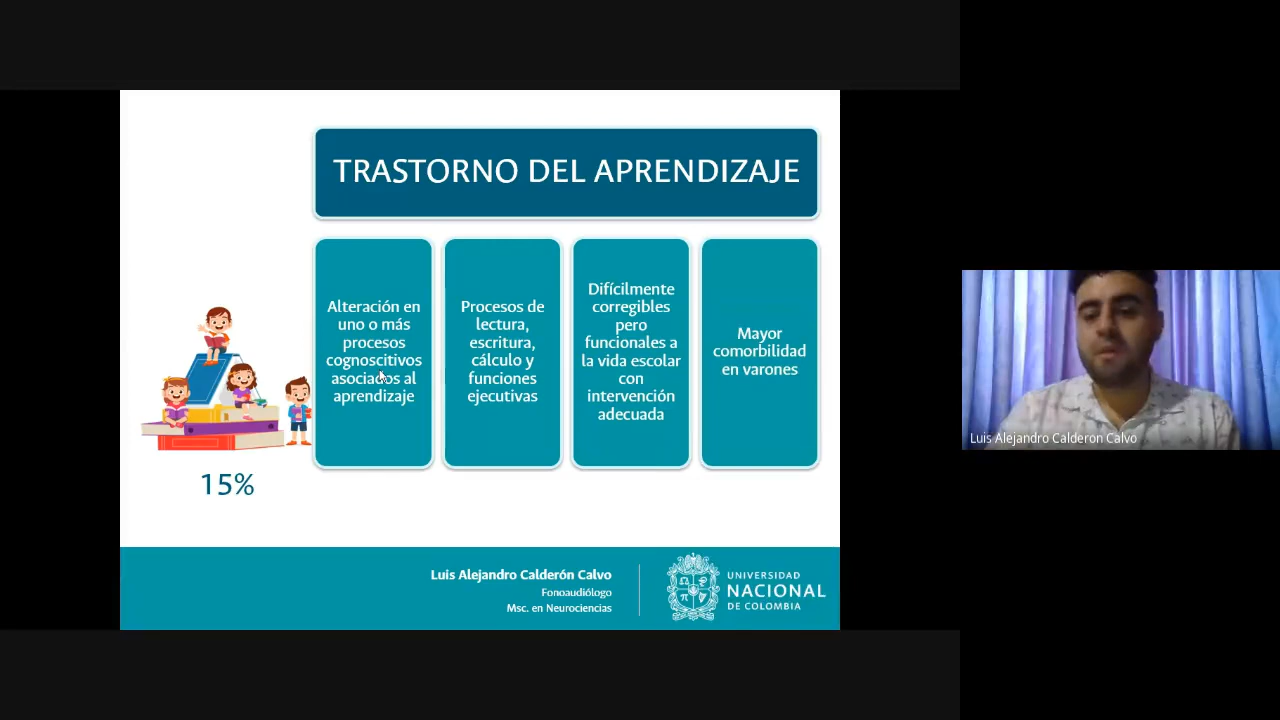 TRASTORNO DEL APRENDIZAJE
Alteración en
uno o más
procesos
cognoscitivos
asociados al
aprendizaje
Procesos de
lectura,
escritura,
cálculo y
funciones
ejecutivas
Difícilmente
corregibles
pero
funcionales a
la vida escolar
con
intervención
adecuada
Mayor
comorbilidad
en varones
15%
Luis Alejandro Calderón Calvo
Fonoaudiólogo
Msc. en Neurociencias
UNIVERSIDAD
NACIONAL
DE COLOMBIA
Luis Alejandro Calderon Calvo